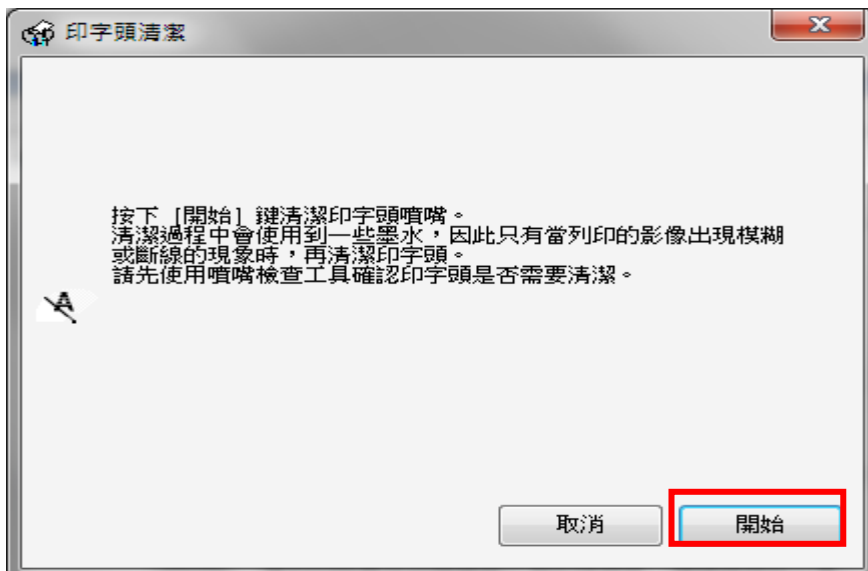 印字頭清潔
按下 [開始] 鍵清潔印字頭噴嘴。
清潔過程中會使用到一些墨水，因此只有當列印的影像出現模糊
或斷線的現象時，再清潔印字頭。
請先使用噴嘴檢查工具確認印字頭是否需要清潔。
取消
開始